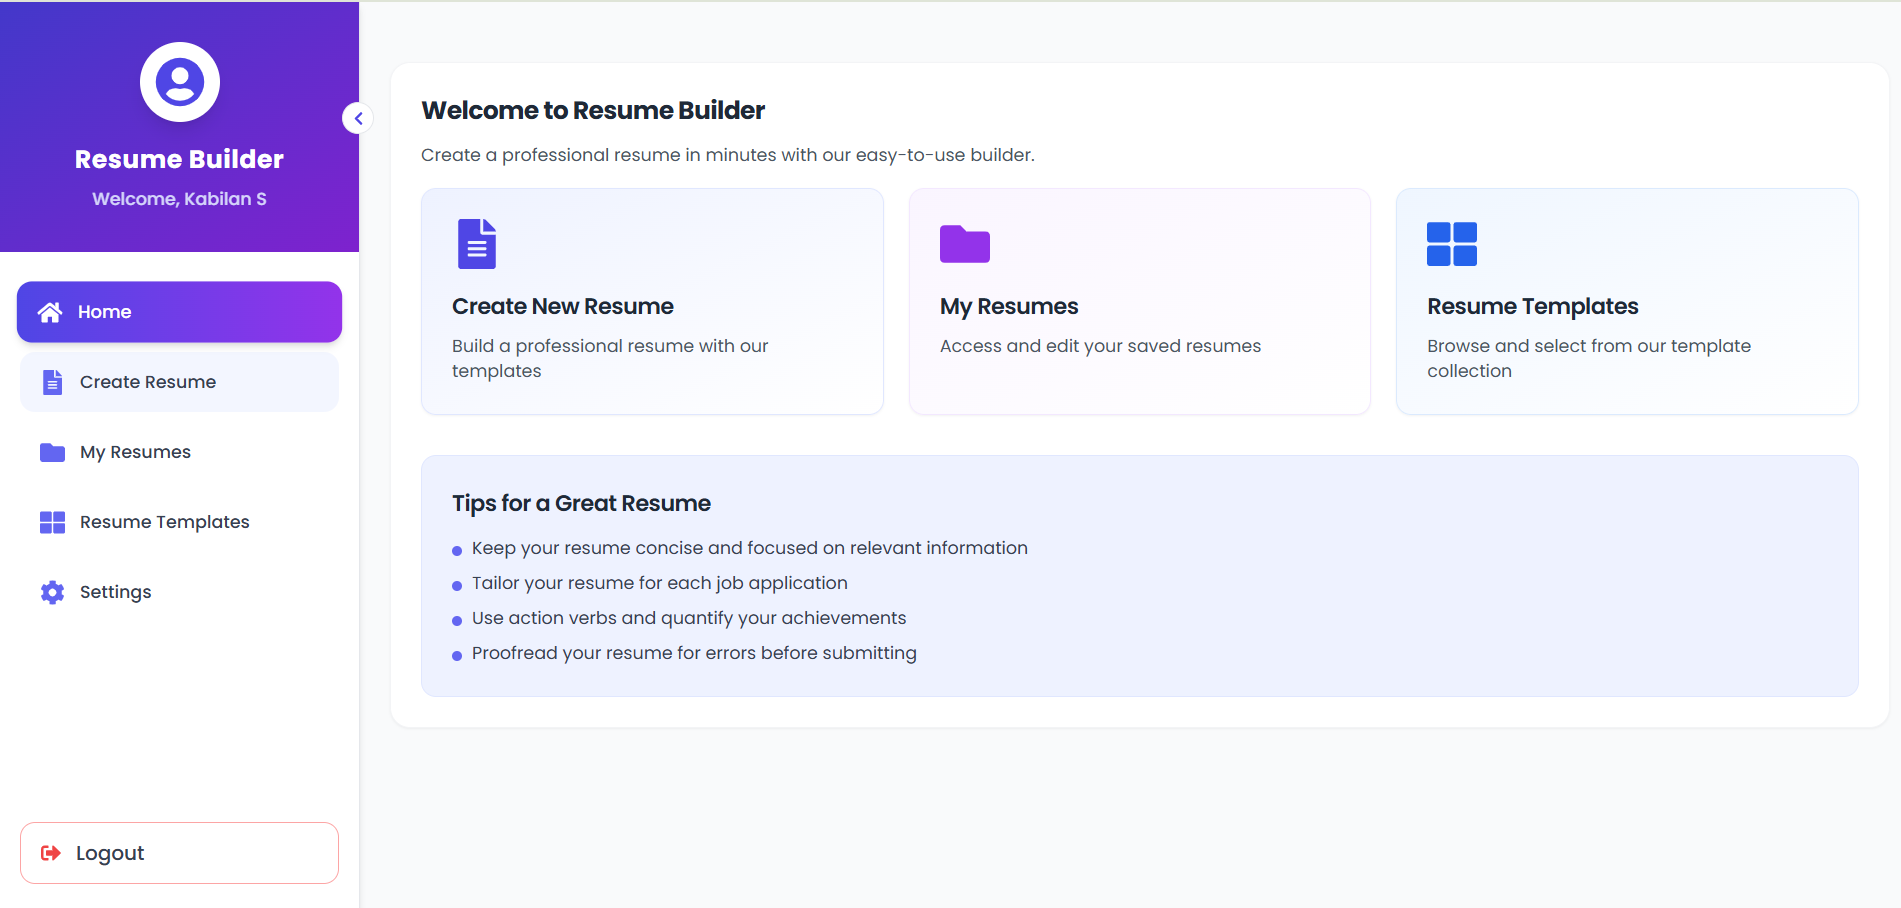 Resume Builder
Welcome, Kabilan S
Home
Create Resume
My Resumes
Resume Templates
Settings
Logout
Welcome to Resume Builder
Create a professional resume in minutes with our easy-to-use builder.
Create New Resume
Build a professional resume with our
templates
My Resumes
Access and edit your saved resumes
Resume Templates
Browse and select from our template
collection
Tips for a Great Resume
Keep your resume concise and focused on relevant information
Tailor your resume for each job application
Use action verbs and quantify your achievements
Proofread your resume for errors before submitting